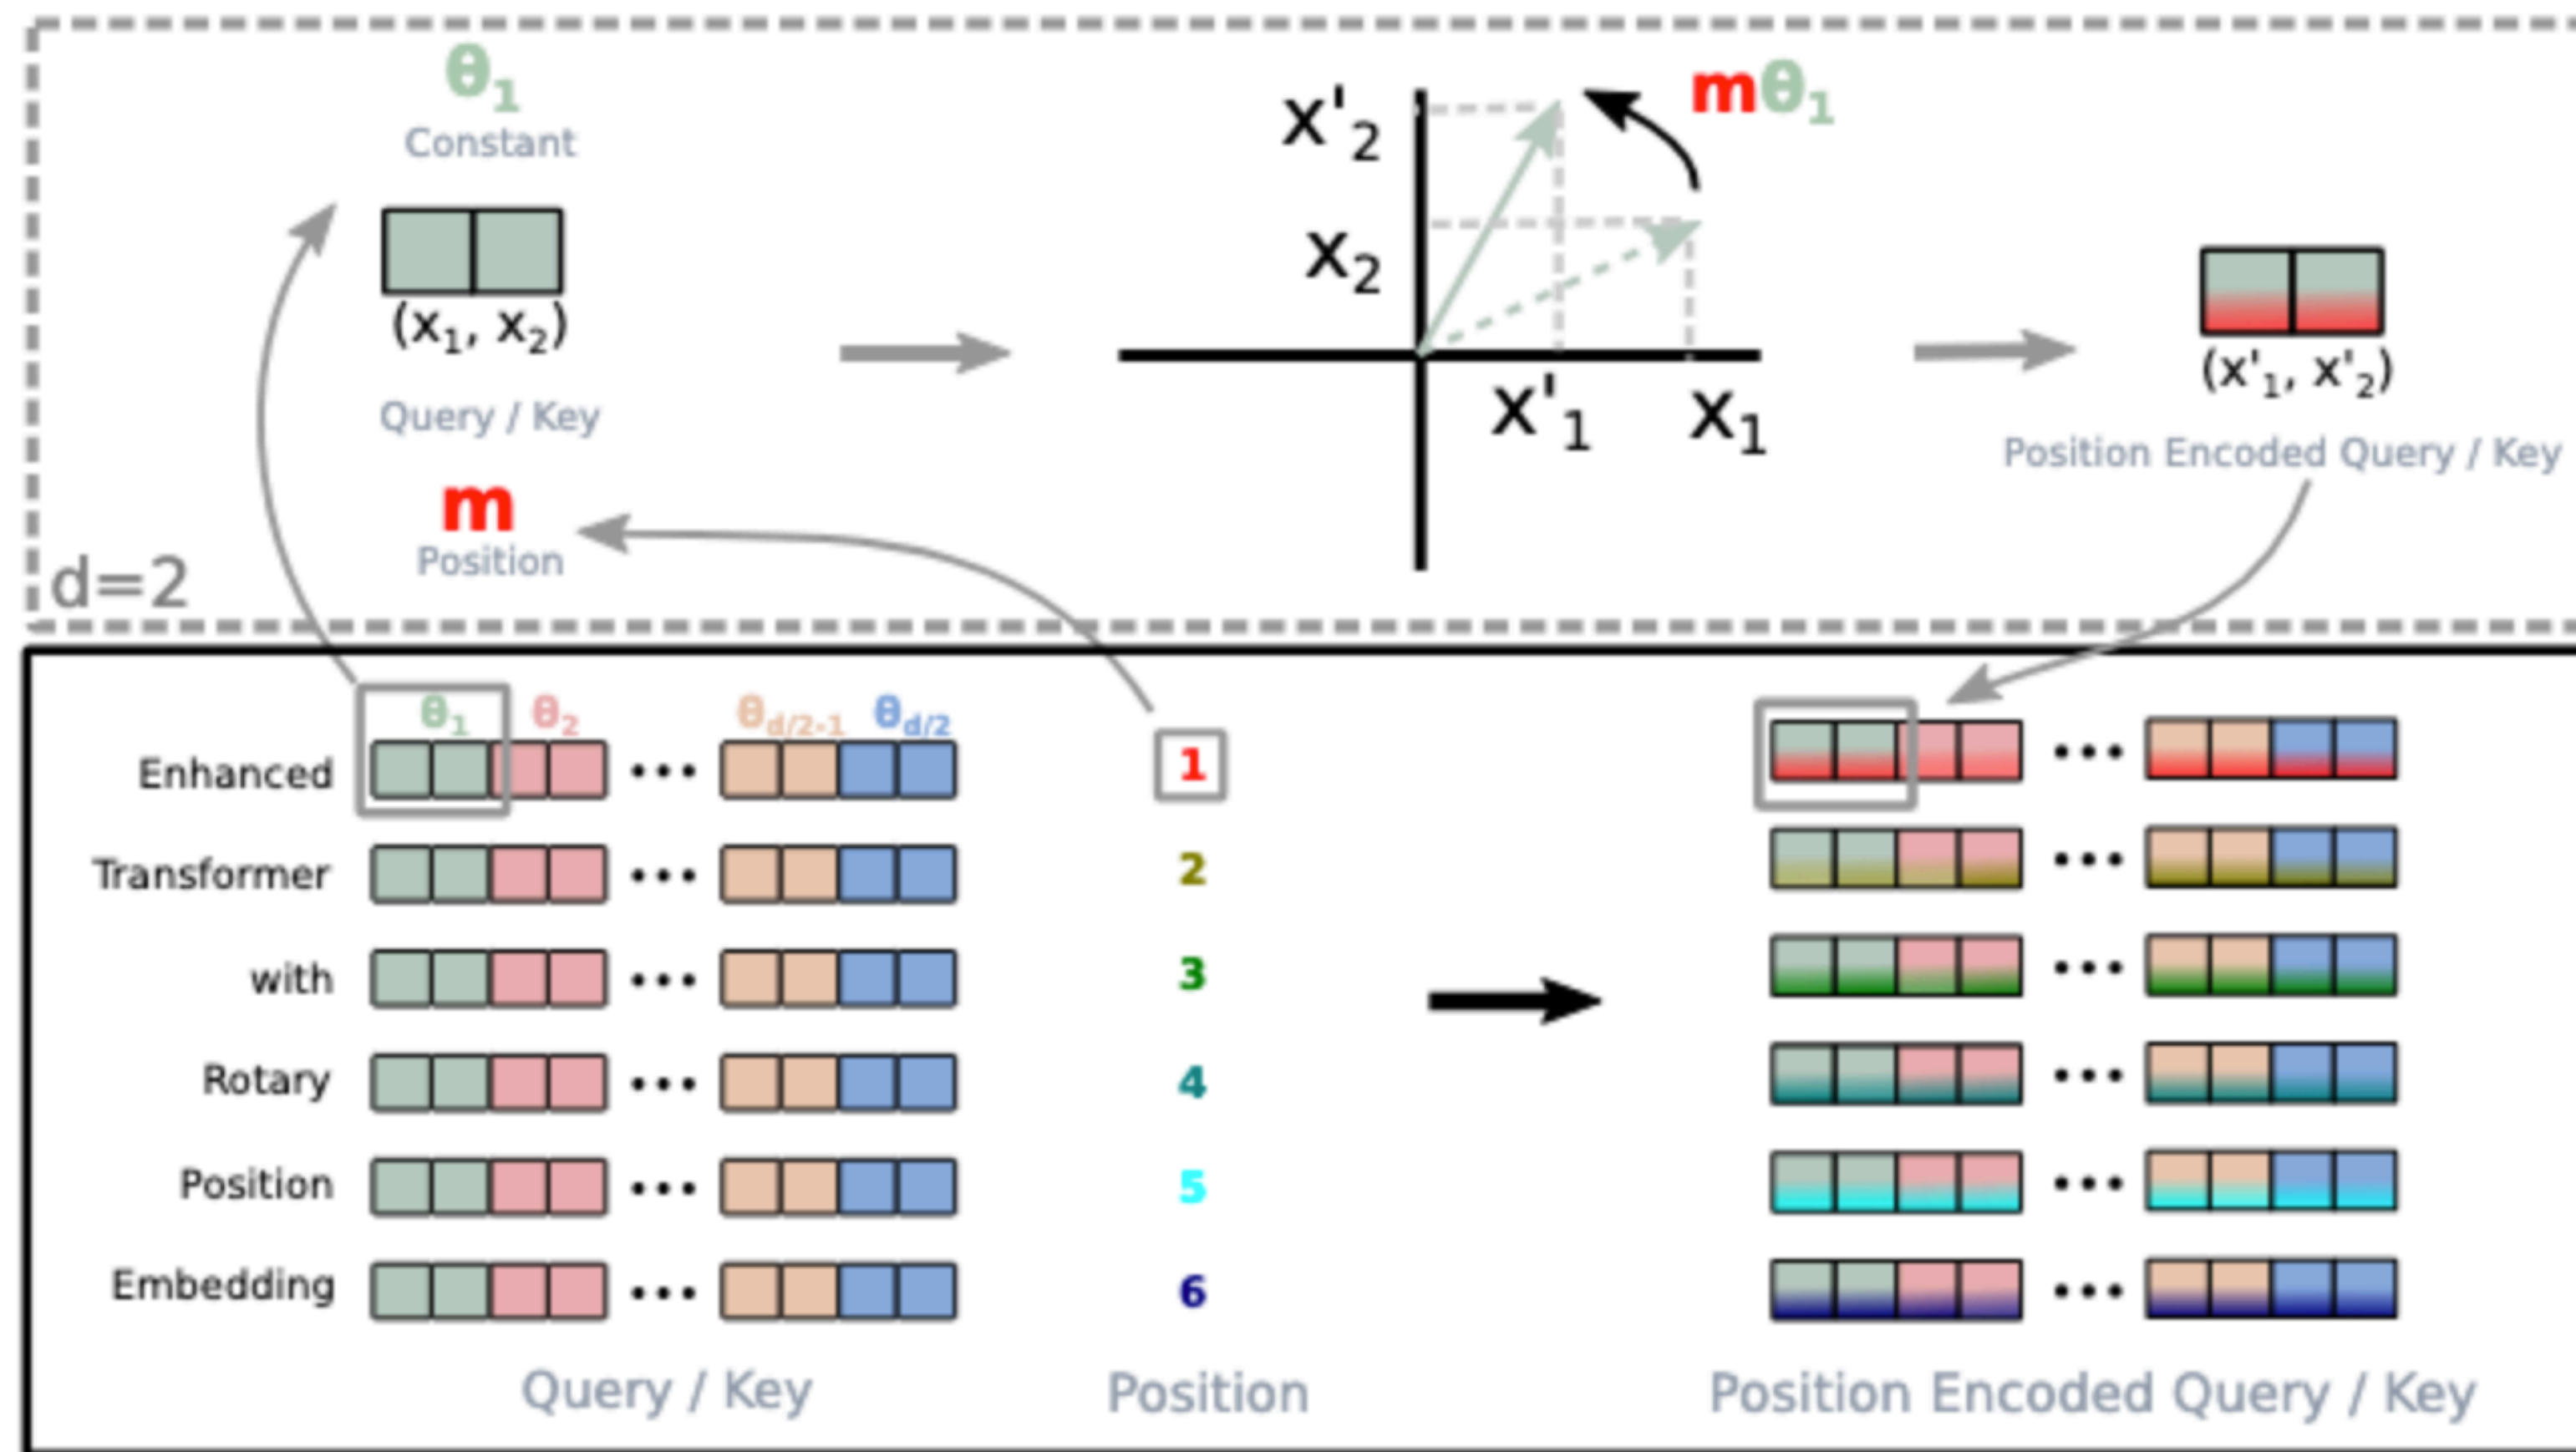 θ1
Constant
(x1, x2)
Query / Key
m
Position
d=2
x'2
x2
x'1
x1
mθ1
(x'1, x'2)
Position Encoded Query / Key
θ1 θ2 θd/2-1 θd/2
Enhanced 1
Transformer 2
with 3
Rotary 4
Position 5
Embedding 6
Query / Key Position Position Encoded Query / Key